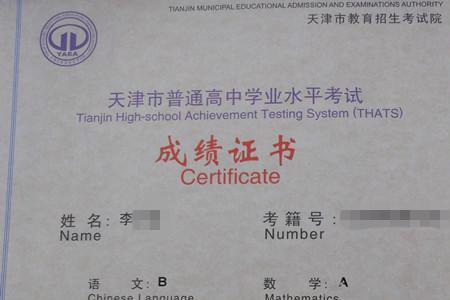 TIANJIN MUNICIPAL EDUCATIONAL ADMISSION AND EXAMINATIONS AUTHORITY
天津市教育招生考试院
YAEA
天津市普通高中学业水平考试
Tianjin High-school Achievement Testing System (THATS)
成绩证书
Certificate
姓名: 李 考籍号:
Name Number
语文: B 数学: A
Chinese Language Mathematics